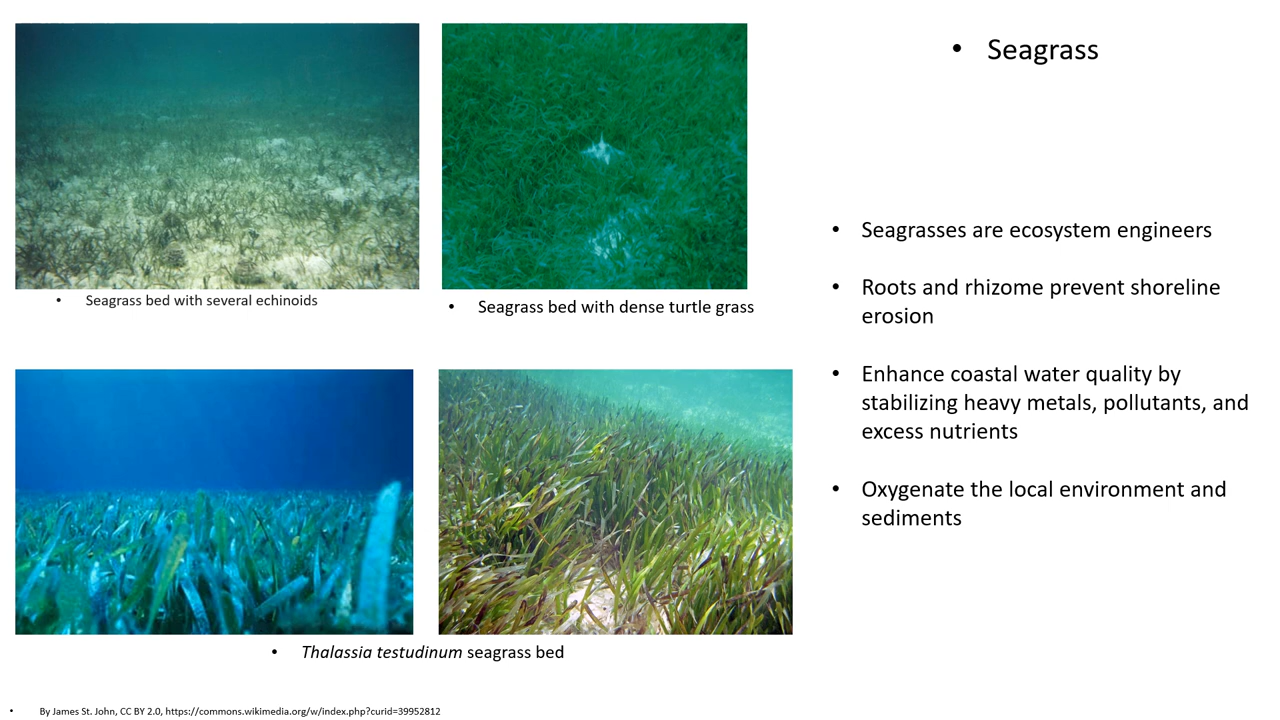 • Seagrass
• Seagrass bed with several echinoids
• Seagrass bed with dense turtle grass
• Thalassia testudinum seagrass bed
• Seagrasses are ecosystem engineers
• Roots and rhizome prevent shoreline
erosion
• Enhance coastal water quality by
stabilizing heavy metals, pollutants, and
excess nutrients
• Oxygenate the local environment and
sediments
• By James St. John, CC BY 2.0, https://commons.wikimedia.org/w/index.php?curid=39952812